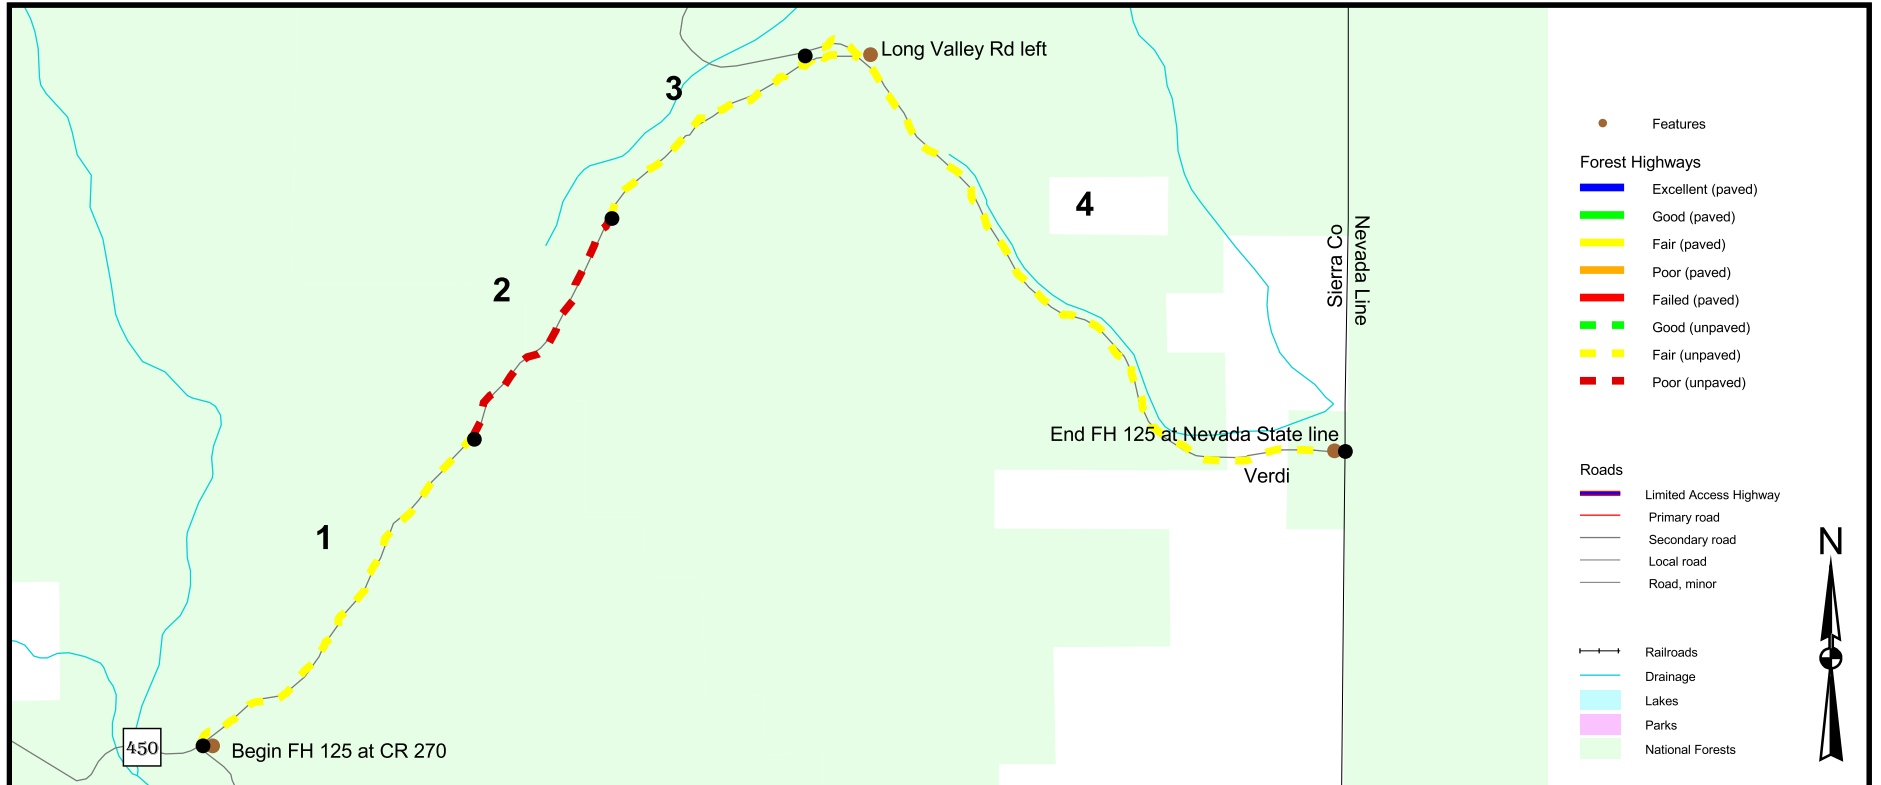 Long Valley Rd left
3
4
2
1
Sierra Co
Nevada Line
End FH 125 at Nevada State line
Verdi
450
Begin FH 125 at CR 270
Features
Forest Highways
Excellent (paved)
Good (paved)
Fair (paved)
Poor (paved)
Failed (paved)
Good (unpaved)
Fair (unpaved)
Poor (unpaved)
Roads
Limited Access Highway
Primary road
Secondary road
Local road
Road, minor
N
Railroads
Drainage
Lakes
Parks
National Forests